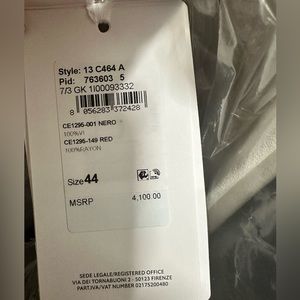 Style: 13 C464 A
Pid: 763603 5
7/3 GK 1I00093332
8 056283 372428
CE1295-001 NERO
100%VI
CE1295-149 RED
100%RAYON
Size 44
MSRP 4,100.00
SEDE LEGALE/REGISTERED OFFICE
VIA DEI TORNABUONI 2 - 50123 FIRENZE
PART.IVA/VAT NUMBER 02175200480